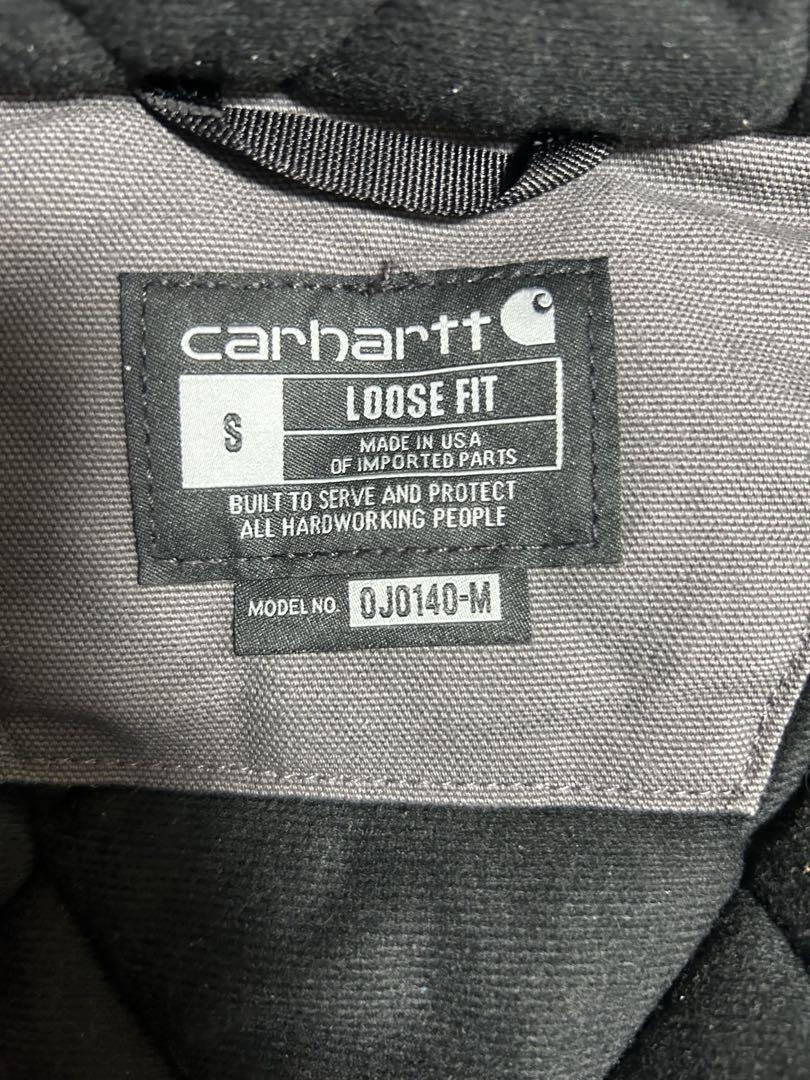 carhartt
S
LOOSE FIT
MADE IN USA
OF IMPORTED PARTS
BUILT TO SERVE AND PROTECT
ALL HARDWORKING PEOPLE
MODEL NO. 0J0140-M